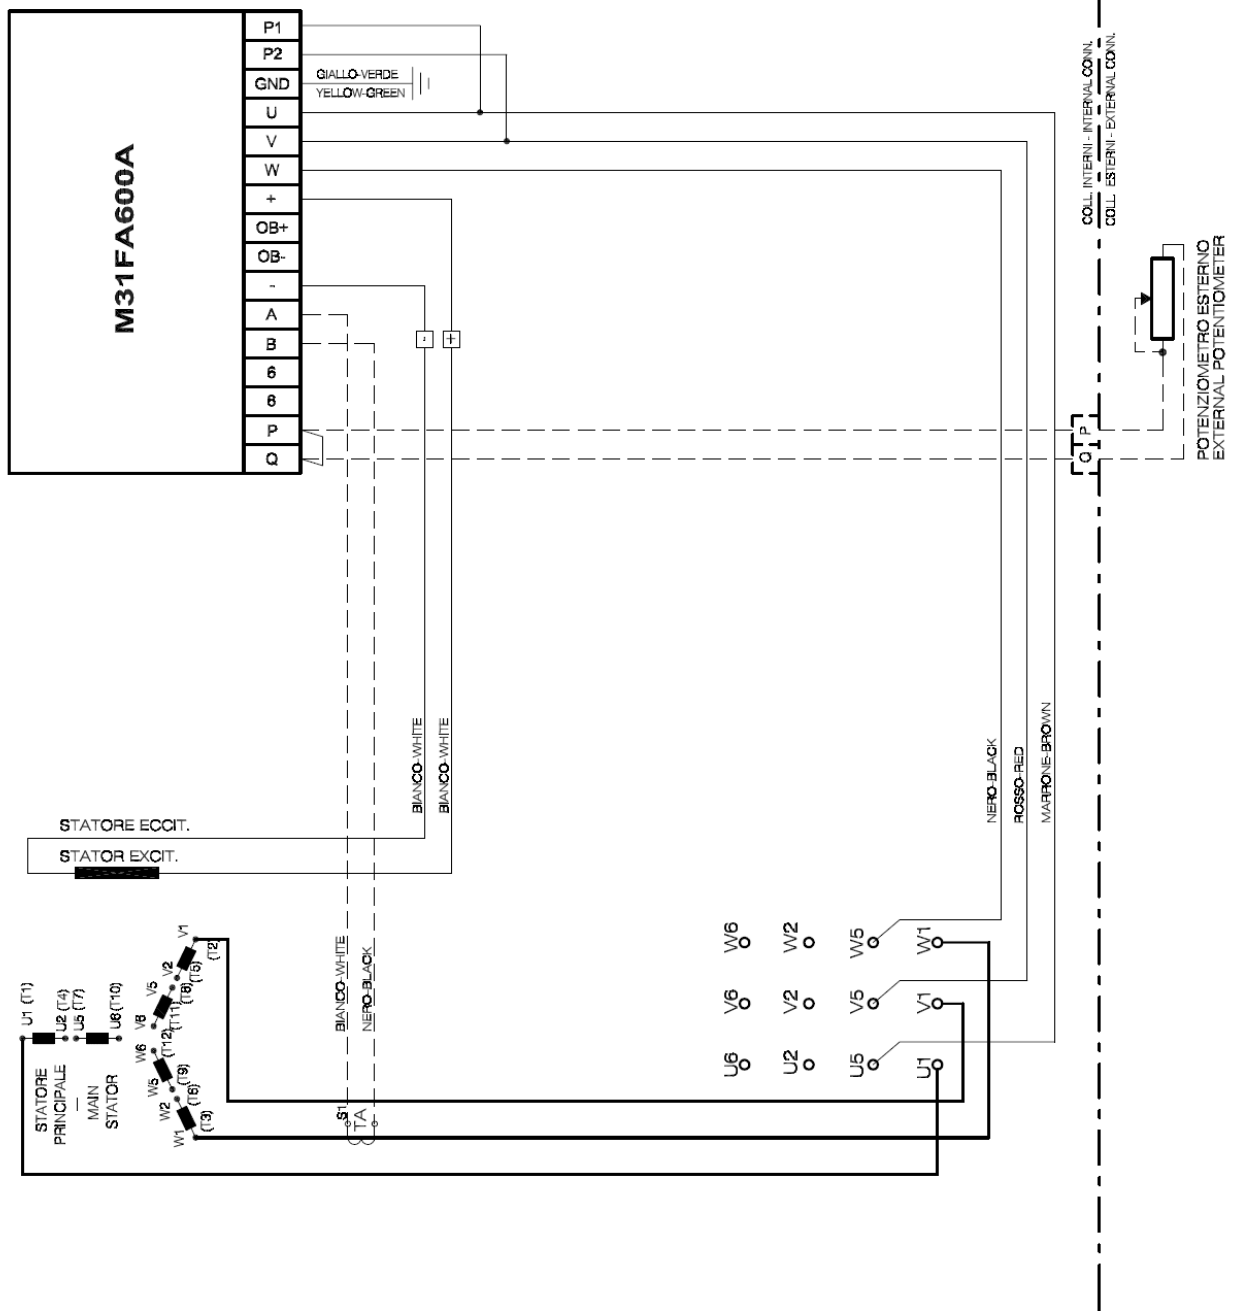 M31FA600A
P1
P2
GND
U
V
W
+
OB+
OB-
-
A
B
6
8
P
Q
GIALLO-VERDE
YELLOW-GREEN
-
+
COLL. INTERNI - INTERNAL CONN.
COLL. ESTERNI - EXTERNAL CONN.
P
Q
POTENZIOMETRO ESTERNO
EXTERNAL POTENTIOMETER
BIANCO-WHITE
BIANCO-WHITE
NERO-BLACK
ROSSO-RED
MARRONE-BROWN
STATORE ECCIT.
STATOR EXCIT.
BIANCO-WHITE
NERO-BLACK
S1
TA
STATORE
PRINCIPALE
—
MAIN
STATOR
U1 (T1)
U2 (T4)
U5 (T7)
U6 (T10)
V1
(T2)
V2
(T5)
V5
(T8)
V6
(T11)
W6
(T12)
W5
(T9)
W2
(T6)
W1
(T3)
W6
W2
W5
W1
V6
V2
V5
V1
U6
U2
U5
U1